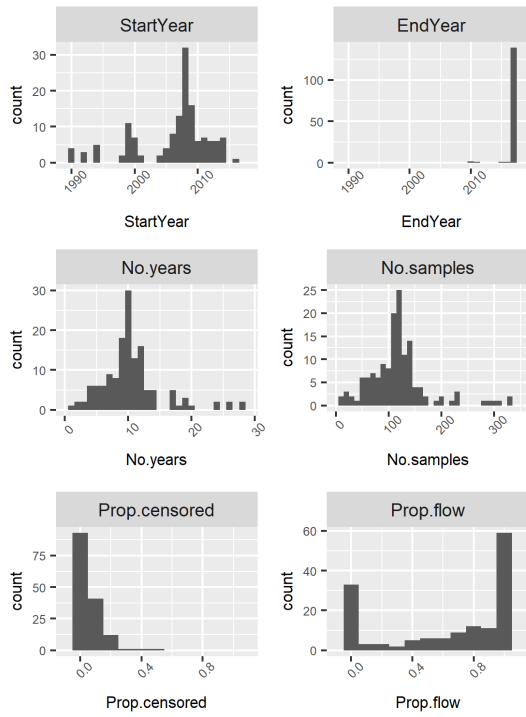 StartYear
EndYear
count
30
20
10
0
1990
2000
2010
StartYear
count
100
50
0
1990
2000
2010
EndYear
No.years
No.samples
count
30
20
10
0
0
10
20
30
No.years
count
25
20
15
10
5
0
0
100
200
300
No.samples
Prop.censored
Prop.flow
count
75
50
25
0
0.0
0.4
0.8
Prop.censored
count
60
40
20
0
0.0
0.4
0.8
Prop.flow